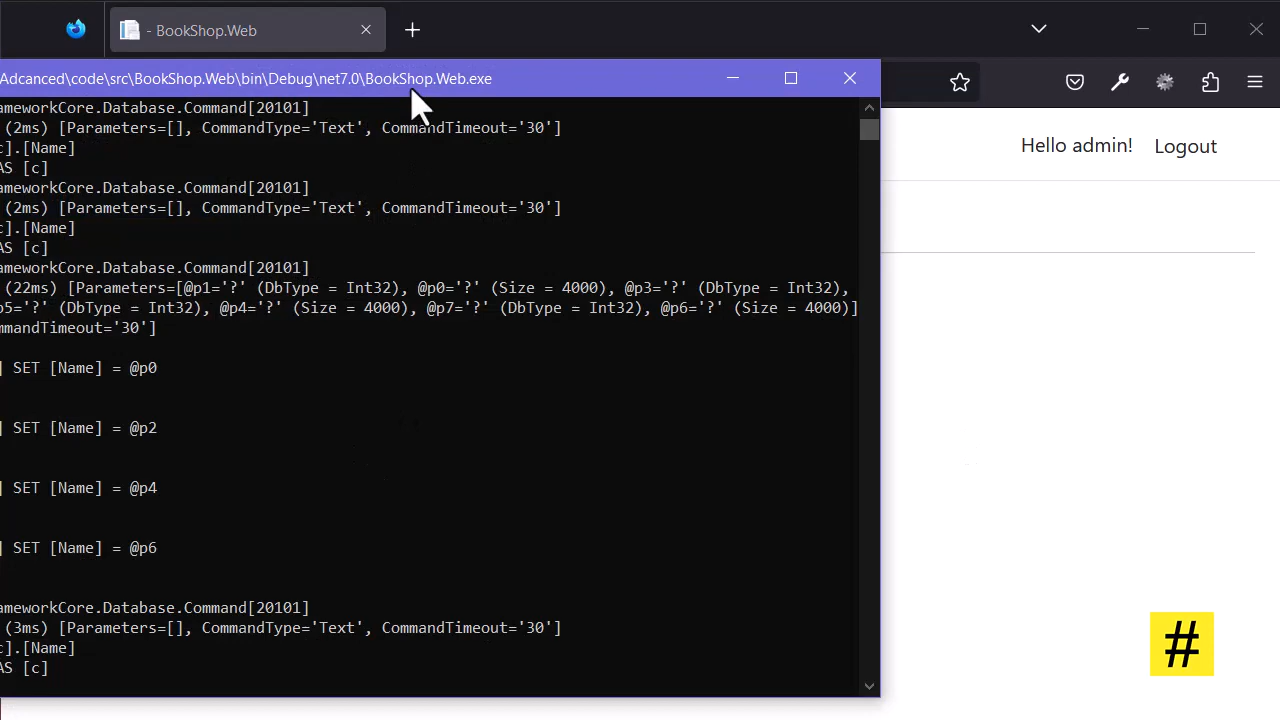 - BookShop.Web
Adcanced\code\src\BookShop.Web\bin\Debug\net7.0\BookShop.Web.exe
Hello admin! Logout
ameworkCore.Database.Command[20101]
(2ms) [Parameters=[], CommandType='Text', CommandTimeout='30']
c].[Name]
AS [c]
ameworkCore.Database.Command[20101]
(2ms) [Parameters=[], CommandType='Text', CommandTimeout='30']
c].[Name]
AS [c]
ameworkCore.Database.Command[20101]
(22ms) [Parameters=[@p1='?' (DbType = Int32), @p0='?' (Size = 4000), @p3='?' (DbType = Int32),
p5='?' (DbType = Int32), @p4='?' (Size = 4000), @p7='?' (DbType = Int32), @p6='?' (Size = 4000)]
mmandTimeout='30']
] SET [Name] = @p0
] SET [Name] = @p2
] SET [Name] = @p4
] SET [Name] = @p6
ameworkCore.Database.Command[20101]
(3ms) [Parameters=[], CommandType='Text', CommandTimeout='30']
c].[Name]
AS [c]
#